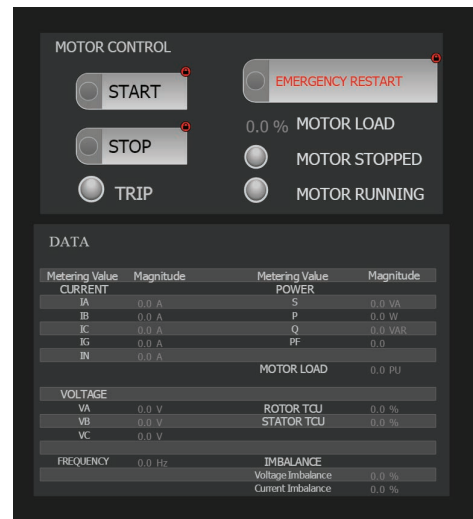 MOTOR CONTROL
START
EMERGENCY RESTART
0.0 % MOTOR LOAD
STOP
MOTOR STOPPED
TRIP
MOTOR RUNNING
DATA
Metering Value Magnitude Metering Value Magnitude
CURRENT POWER
IA 0.0 A S 0.0 VA
IB 0.0 A P 0.0 W
IC 0.0 A Q 0.0 VAR
IG 0.0 A PF 0.0
IN 0.0 A
MOTOR LOAD 0.0 PU
VOLTAGE
VA 0.0 V ROTOR TCU 0.0 %
VB 0.0 V STATOR TCU 0.0 %
VC 0.0 V
FREQUENCY 0.0 Hz IMBALANCE
Voltage Imbalance 0.0 %
Current Imbalance 0.0 %